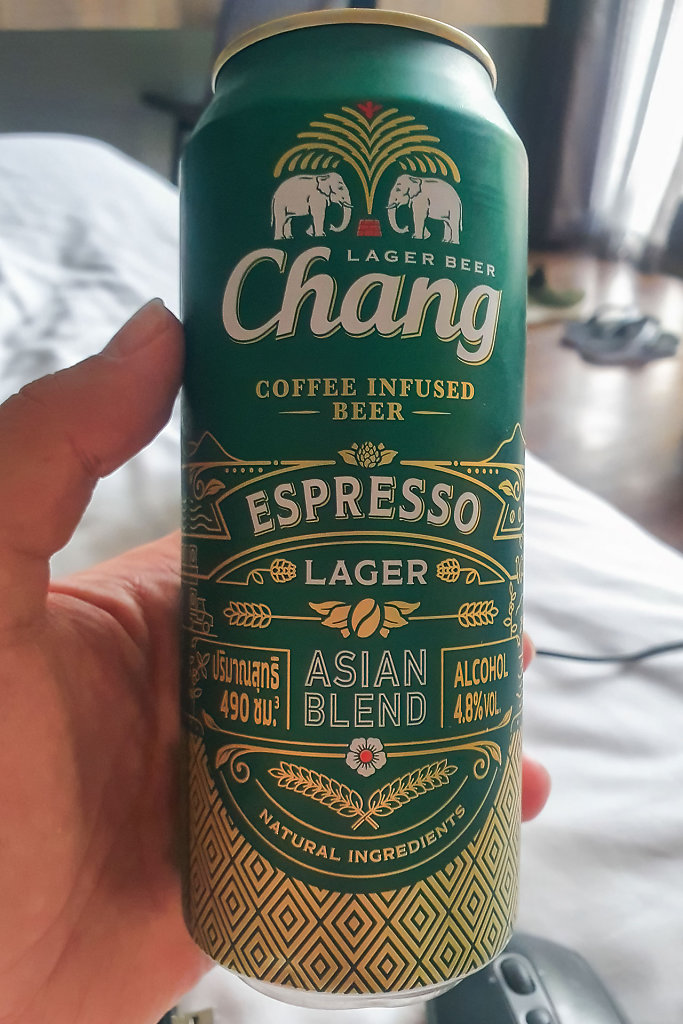 LAGER BEER
Chang
COFFEE INFUSED
BEER
ESPRESSO
LAGER
ปริมาณสุทธิ
490 ซม.³
ASIAN
BLEND
ALCOHOL
4.8% VOL.
NATURAL INGREDIENTS